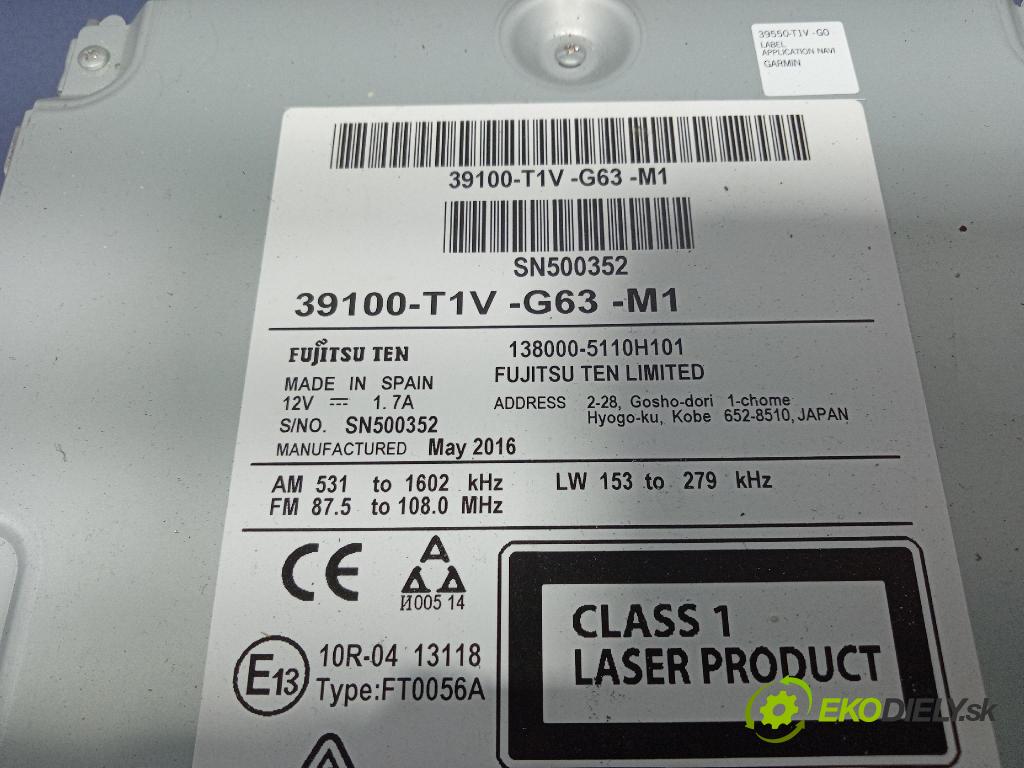 39550-T1V -G0
LABEL,
APPLICATION NAVI
GARMIN
39100-T1V -G63 -M1
SN500352
39100-T1V -G63 -M1
FUJITSU TEN
138000-5110H101
MADE IN SPAIN
FUJITSU TEN LIMITED
12V ⎓ 1.7A
ADDRESS 2-28, Gosho-dori 1-chome
Hyogo-ku, Kobe 652-8510, JAPAN
S/NO. SN500352
MANUFACTURED May 2016
AM 531 to 1602 kHz LW 153 to 279 kHz
FM 87.5 to 108.0 MHz
CE
И005 14
E13
10R-04 13118
Type:FT0056A
CLASS 1
LASER PRODUCT
EKODIELY.sk